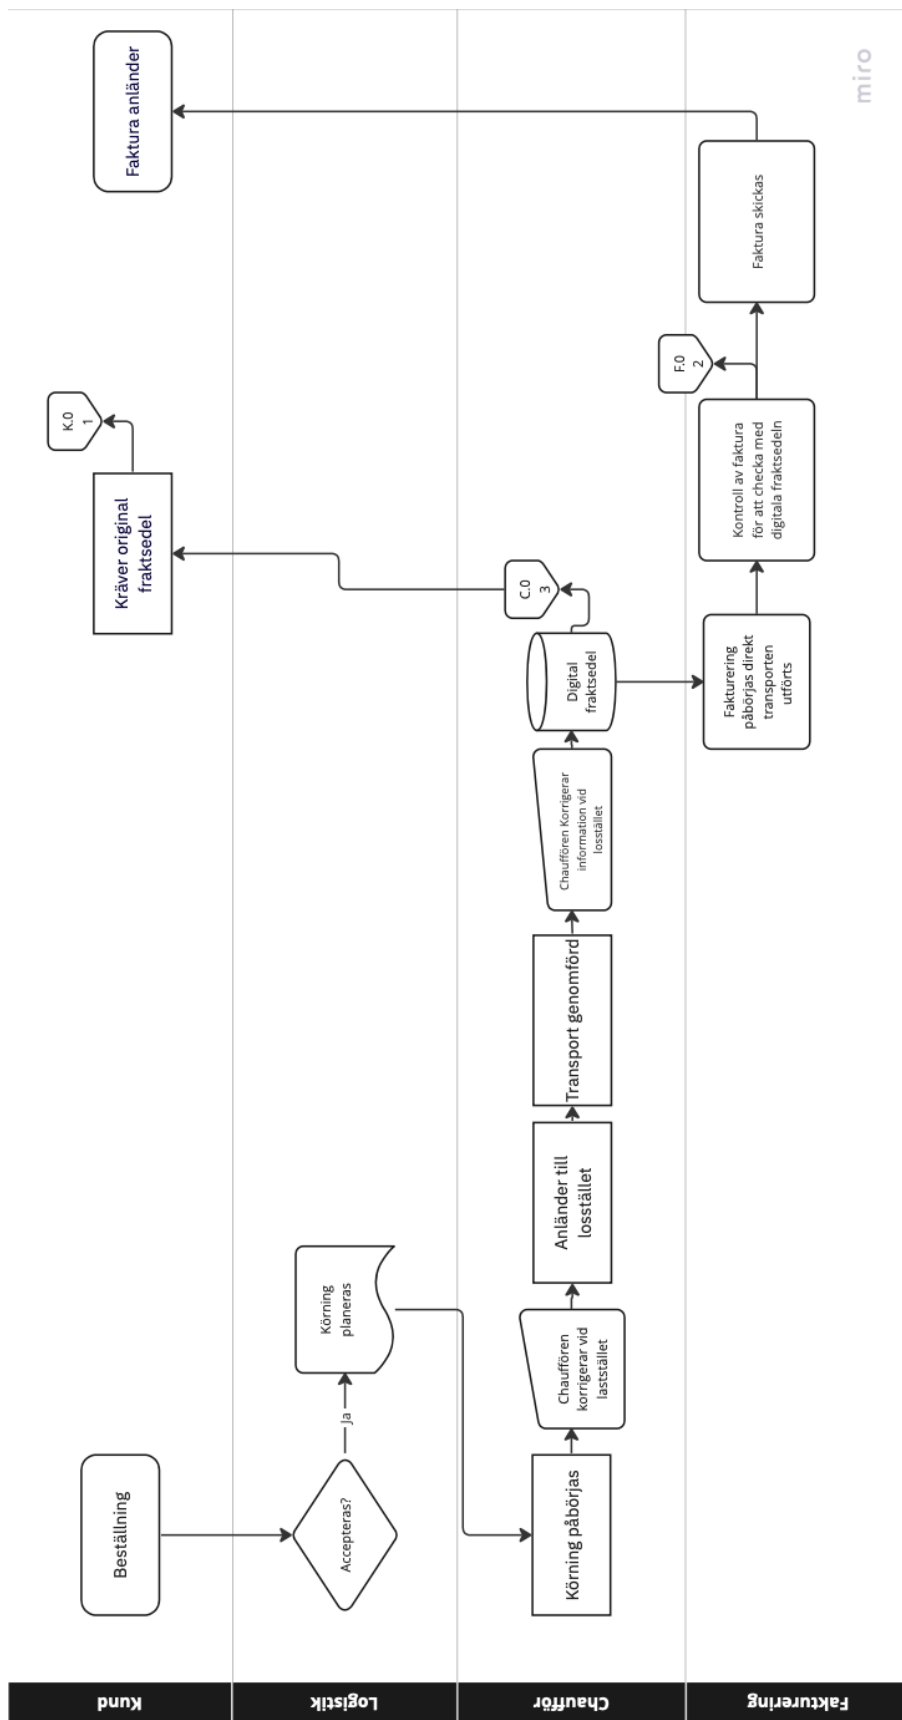 Kund
Beställning
Kräver original
fraktsedel
K.0
1
Faktura anländer
Logistik
Accepteras?
Ja
Körning
planeras
Chaufför
Körning påbörjas
Chauffören
korrigerar vid
laststället
Anländer till
losstället
Transport genomförd
Chauffören Korrigerar
information vid
losstället
Digital
fraktsedel
C.0
3
Fakturering
Fakturering
påbörjas direkt
transporten
utförts
Kontroll av faktura
för att checka med
digitala fraktsedeln
F.0
2
Faktura skickas
miro